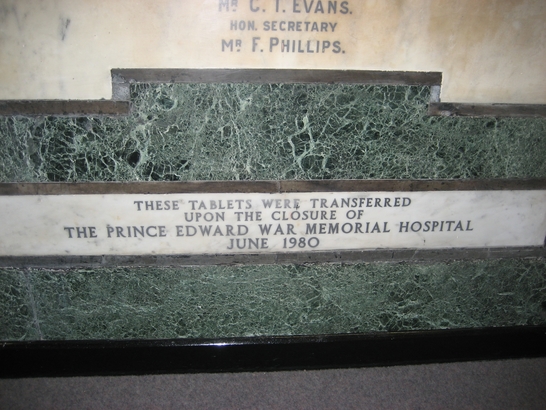 MR C. T. EVANS.
HON. SECRETARY
MR F. PHILLIPS.
THESE TABLETS WERE TRANSFERRED
UPON THE CLOSURE OF
THE PRINCE EDWARD WAR MEMORIAL HOSPITAL
JUNE 1980